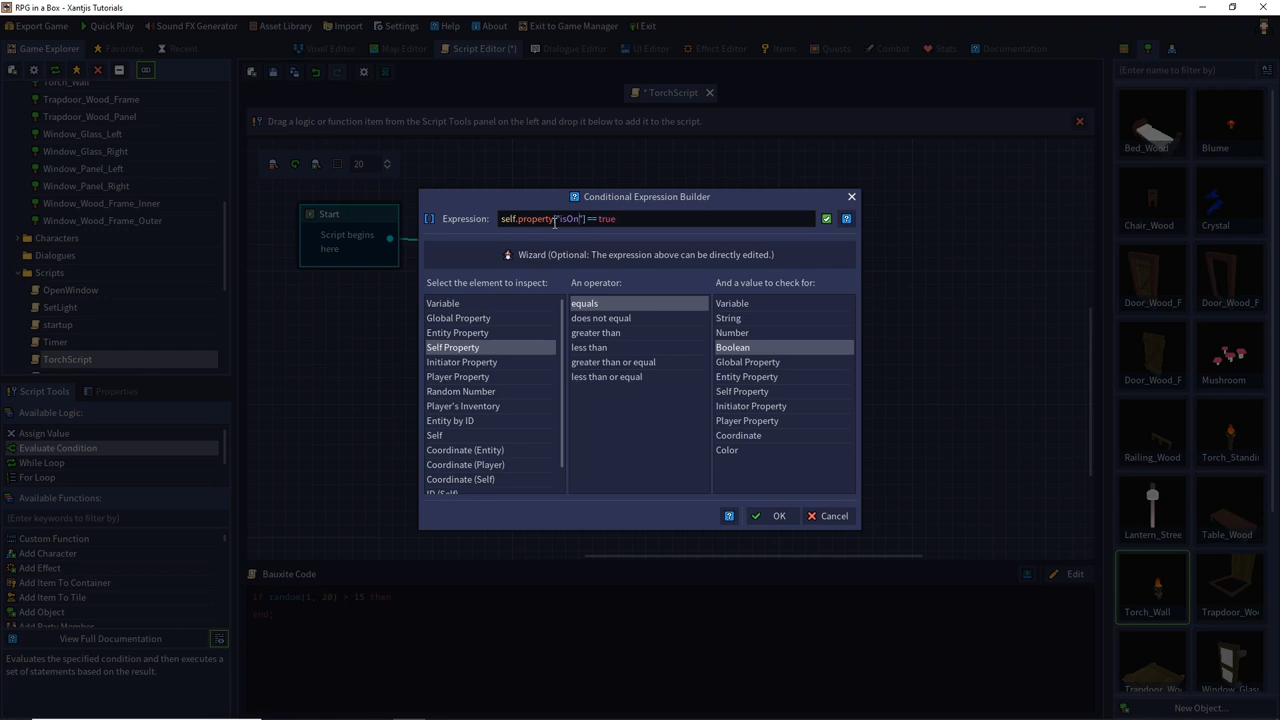 RPG in a Box - Xantjis Tutorials
Export Game Quick Play Sound FX Generator Asset Library Import Settings Help About Exit to Game Manager Exit
Game Explorer Favorites Recent Voxel Editor Map Editor Script Editor (*) Dialogue Editor UI Editor Effect Editor Items Quests Combat Stats Documentation
(Enter name to filter by)
Torch_Wall
Trapdoor_Wood_Frame
Trapdoor_Wood_Panel
Window_Glass_Left
Window_Glass_Right
Window_Panel_Left
Window_Panel_Right
Window_Wood_Frame_Inner
Window_Wood_Frame_Outer
Characters
Dialogues
Scripts
OpenWindow
SetLight
startup
Timer
TorchScript
Script Tools Properties
Available Logic:
Assign Value
Evaluate Condition
While Loop
For Loop
Available Functions:
(Enter keywords to filter by)
Custom Function
Add Character
Add Effect
Add Item To Container
Add Item To Tile
Add Object
Add Party Member
View Full Documentation
Evaluates the specified condition and then executes a
set of statements based on the result.
* TorchScript
Drag a logic or function item from the Script Tools panel on the left and drop it below to add it to the script.
20
Start
Script begins
here
Conditional Expression Builder
Expression: self.property["isOn"] == true
Wizard (Optional: The expression above can be directly edited.)
Select the element to inspect:
Variable
Global Property
Entity Property
Self Property
Initiator Property
Player Property
Random Number
Player's Inventory
Entity by ID
Self
Coordinate (Entity)
Coordinate (Player)
Coordinate (Self)
ID (Self)
An operator:
equals
does not equal
greater than
less than
greater than or equal
less than or equal
And a value to check for:
Variable
String
Number
Boolean
Global Property
Entity Property
Self Property
Initiator Property
Player Property
Coordinate
Color
OK Cancel
Bauxite Code
Edit
if random(1, 20) > 15 then
end;
Bed_Wood Blume
Chair_Wood Crystal
Door_Wood_F Door_Wood_F
Door_Wood_F Mushroom
Railing_Wood Torch_Standi
Lantern_Stree Table_Wood
Torch_Wall Trapdoor_Wo
Trapdoor_Wo Window_Glass
New Object...